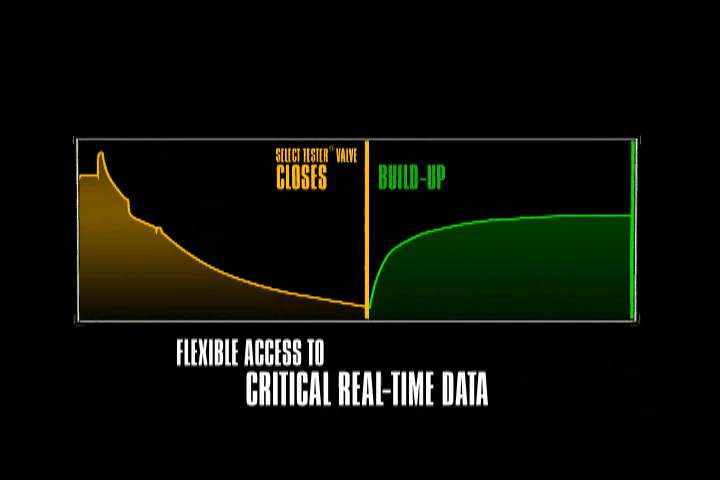 SELECT TESTER® VALVE
CLOSES
BUILD-UP
FLEXIBLE ACCESS TO
CRITICAL REAL-TIME DATA